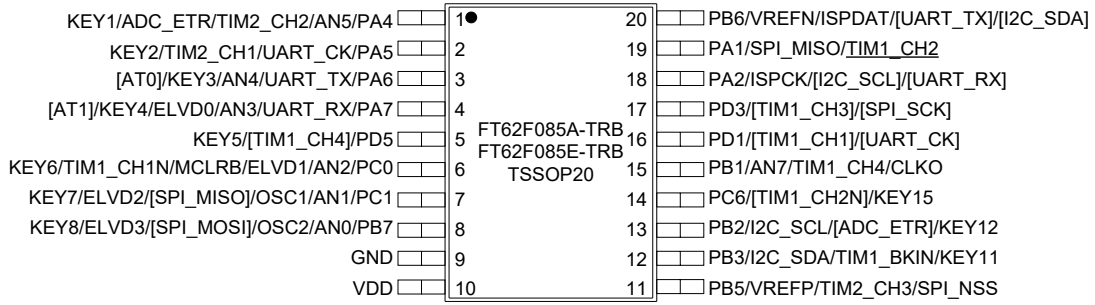 KEY1/ADC_ETR/TIM2_CH2/AN5/PA4 1 20 PB6/VREFN/ISPDAT/[UART_TX]/[I2C_SDA]
KEY2/TIM2_CH1/UART_CK/PA5 2 19 PA1/SPI_MISO/TIM1_CH2
[AT0]/KEY3/AN4/UART_TX/PA6 3 18 PA2/ISPCK/[I2C_SCL]/[UART_RX]
[AT1]/KEY4/ELVD0/AN3/UART_RX/PA7 4 17 PD3/[TIM1_CH3]/[SPI_SCK]
KEY5/[TIM1_CH4]/PD5 5 FT62F085A-TRB 16 PD1/[TIM1_CH1]/[UART_CK]
FT62F085E-TRB
KEY6/TIM1_CH1N/MCLRB/ELVD1/AN2/PC0 6 TSSOP20 15 PB1/AN7/TIM1_CH4/CLKO
KEY7/ELVD2/[SPI_MISO]/OSC1/AN1/PC1 7 14 PC6/[TIM1_CH2N]/KEY15
KEY8/ELVD3/[SPI_MOSI]/OSC2/AN0/PB7 8 13 PB2/I2C_SCL/[ADC_ETR]/KEY12
GND 9 12 PB3/I2C_SDA/TIM1_BKIN/KEY11
VDD 10 11 PB5/VREFP/TIM2_CH3/SPI_NSS